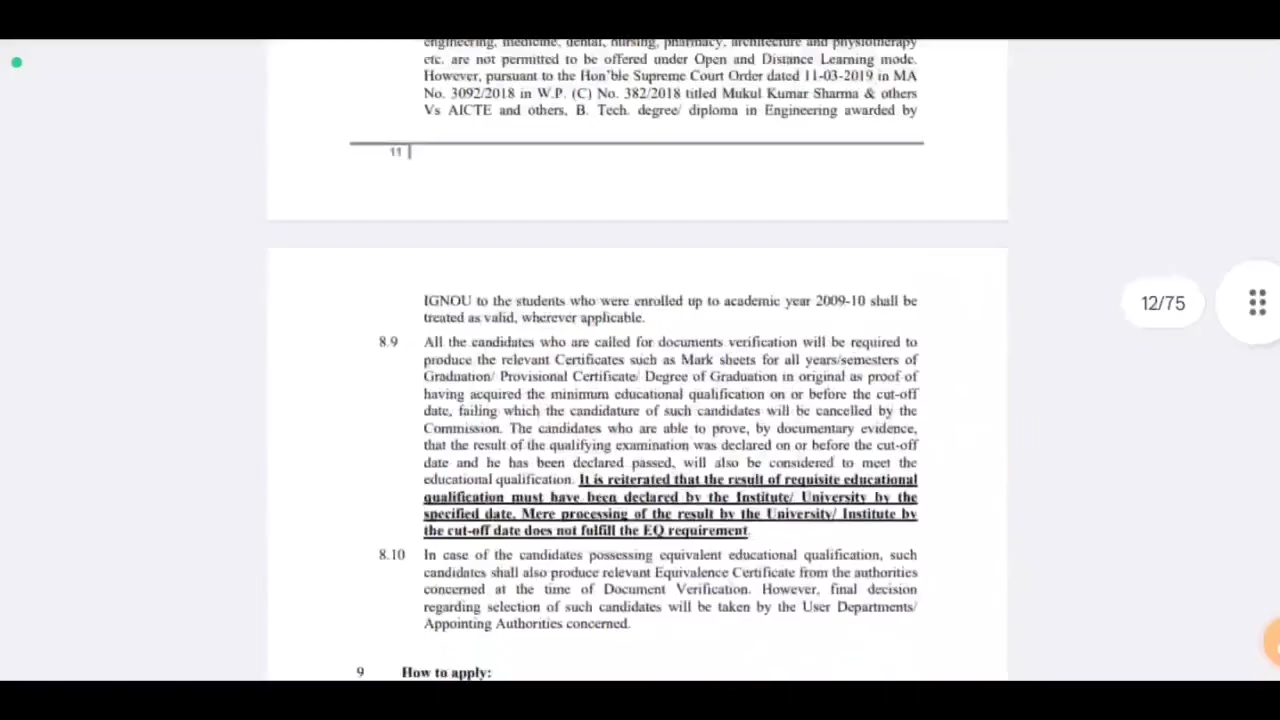 engineering, medicine, dental, nursing, pharmacy, architecture and physiotherapy
etc. are not permitted to be offered under Open and Distance Learning mode.
However, pursuant to the Hon'ble Supreme Court Order dated 11-03-2019 in MA
No. 3092/2018 in W.P. (C) No. 382/2018 titled Mukul Kumar Sharma & others
Vs AICTE and others, B. Tech. degree/ diploma in Engineering awarded by
11 |
IGNOU to the students who were enrolled up to academic year 2009-10 shall be
treated as valid, wherever applicable.
8.9 All the candidates who are called for documents verification will be required to
produce the relevant Certificates such as Mark sheets for all years/semesters of
Graduation/ Provisional Certificate/ Degree of Graduation in original as proof of
having acquired the minimum educational qualification on or before the cut-off
date, failing which the candidature of such candidates will be cancelled by the
Commission. The candidates who are able to prove, by documentary evidence,
that the result of the qualifying examination was declared on or before the cut-off
date and he has been declared passed, will also be considered to meet the
educational qualification. It is reiterated that the result of requisite educational
qualification must have been declared by the Institute/ University by the
specified date. Mere processing of the result by the University/ Institute by
the cut-off date does not fulfill the EQ requirement.
8.10 In case of the candidates possessing equivalent educational qualification, such
candidates shall also produce relevant Equivalence Certificate from the authorities
concerned at the time of Document Verification. However, final decision
regarding selection of such candidates will be taken by the User Departments/
Appointing Authorities concerned.
9 How to apply:
12/75